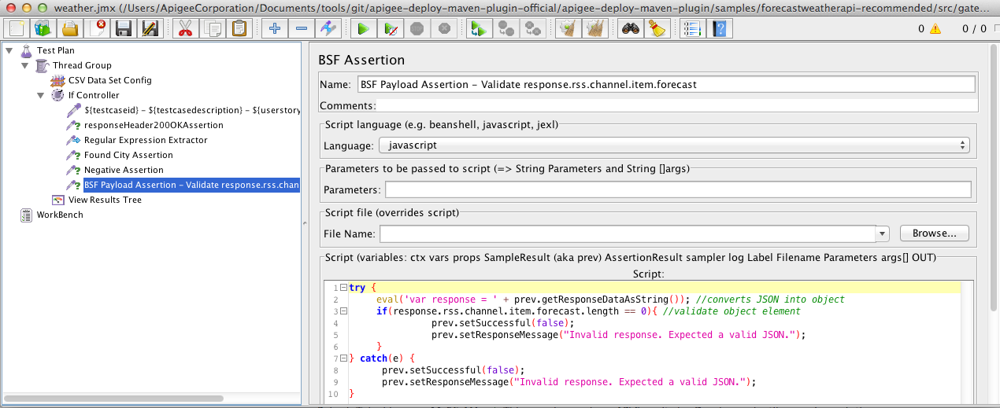 weather.jmx (/Users/ApigeeCorporation/Documents/tools/git/apigee-deploy-maven-plugin-official/apigee-deploy-maven-plugin/samples/forecastweatherapi-recommended/src/gate...
0 0 / 0
Test Plan
Thread Group
CSV Data Set Config
If Controller
${testcaseid} - ${testcasedescription} - ${userstory
responseHeader200OKAssertion
Regular Expression Extractor
Found City Assertion
Negative Assertion
BSF Payload Assertion - Validate response.rss.chan
View Results Tree
WorkBench
BSF Assertion
Name: BSF Payload Assertion - Validate response.rss.channel.item.forecast
Comments:
Script language (e.g. beanshell, javascript, jexl)
Language: javascript
Parameters to be passed to script (=> String Parameters and String []args)
Parameters:
Script file (overrides script)
File Name: Browse...
Script (variables: ctx vars props SampleResult (aka prev) AssertionResult sampler log Label Filename Parameters args[] OUT)
Script:
1 try {
2 eval('var response = ' + prev.getResponseDataAsString()); //converts JSON into object
3 if(response.rss.channel.item.forecast.length == 0){ //validate object element
4 prev.setSuccessful(false);
5 prev.setResponseMessage("Invalid response. Expected a valid JSON.");
6 }
7 } catch(e) {
8 prev.setSuccessful(false);
9 prev.setResponseMessage("Invalid response. Expected a valid JSON.");
10 }